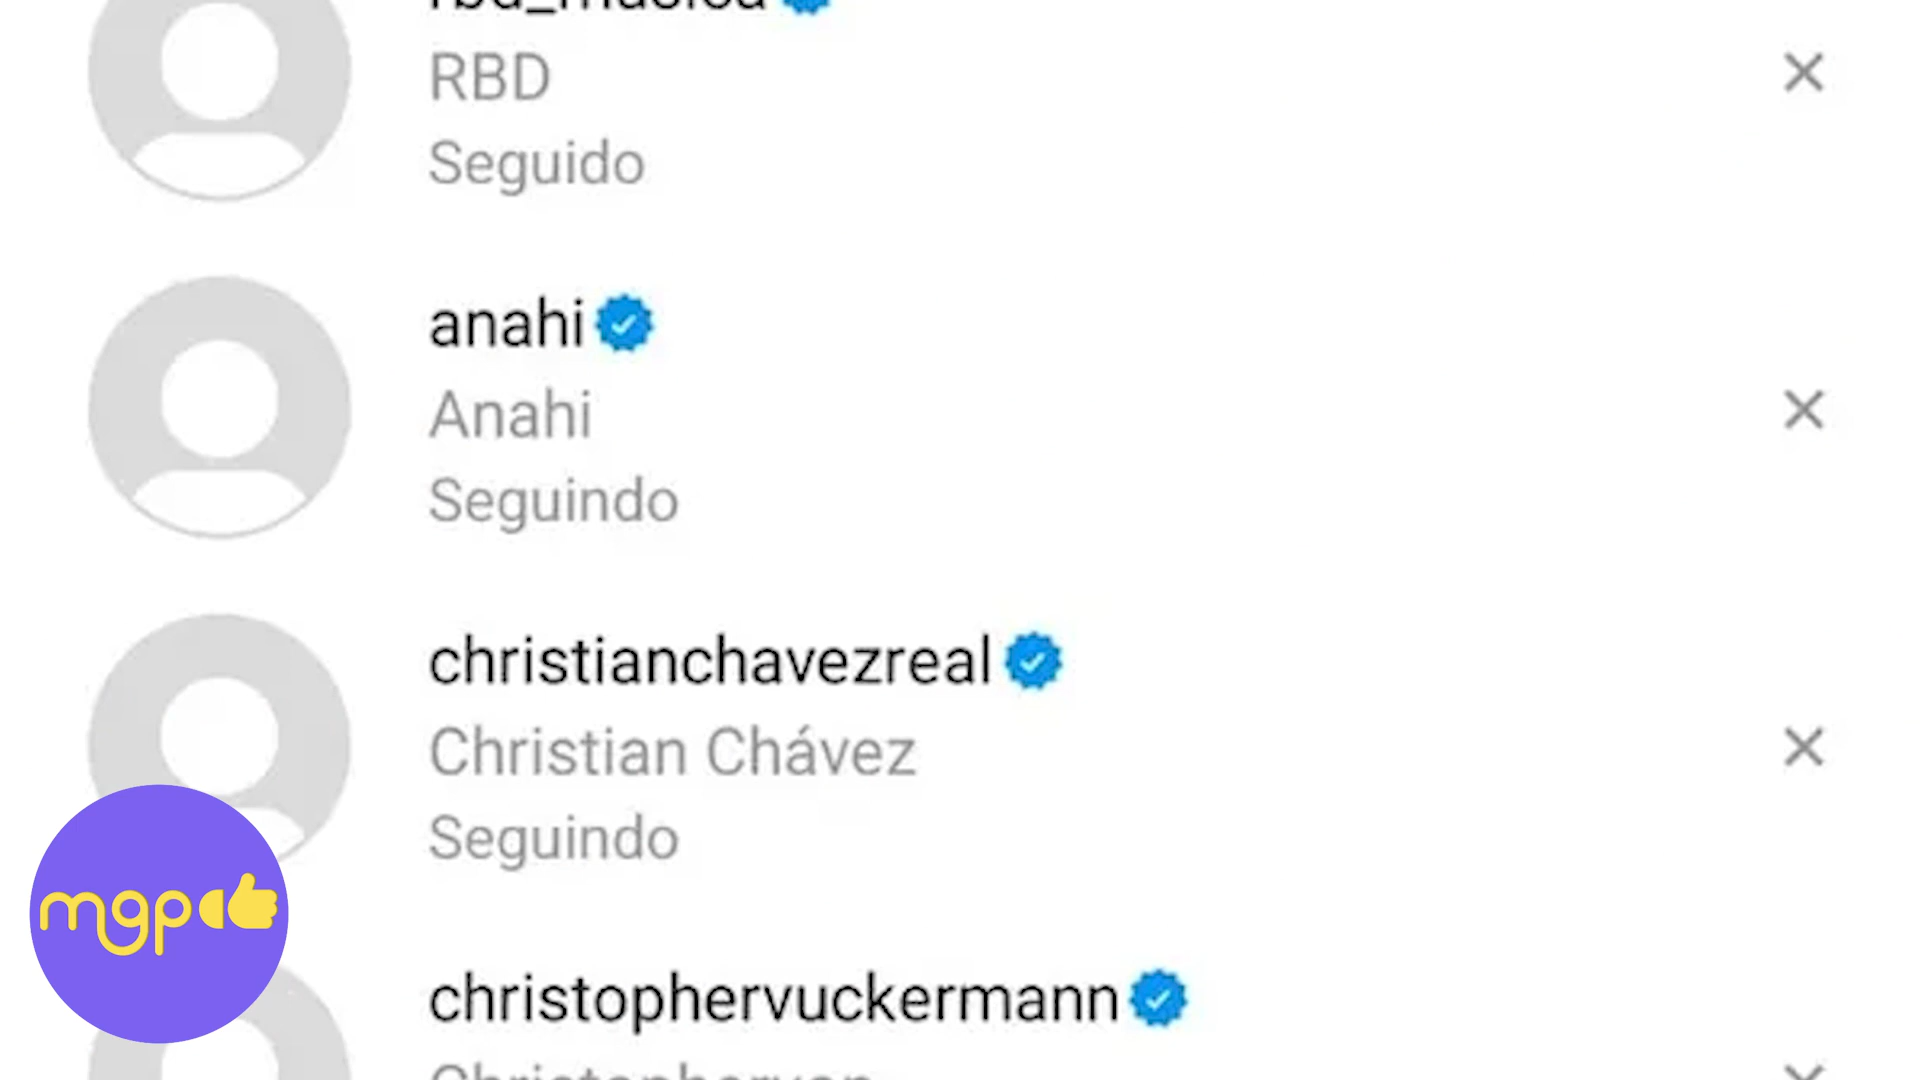 RBD
Seguido
anahi
Anahi
Seguindo
christianchavezreal
Christian Chávez
Seguindo
mgp
christophervuckermann